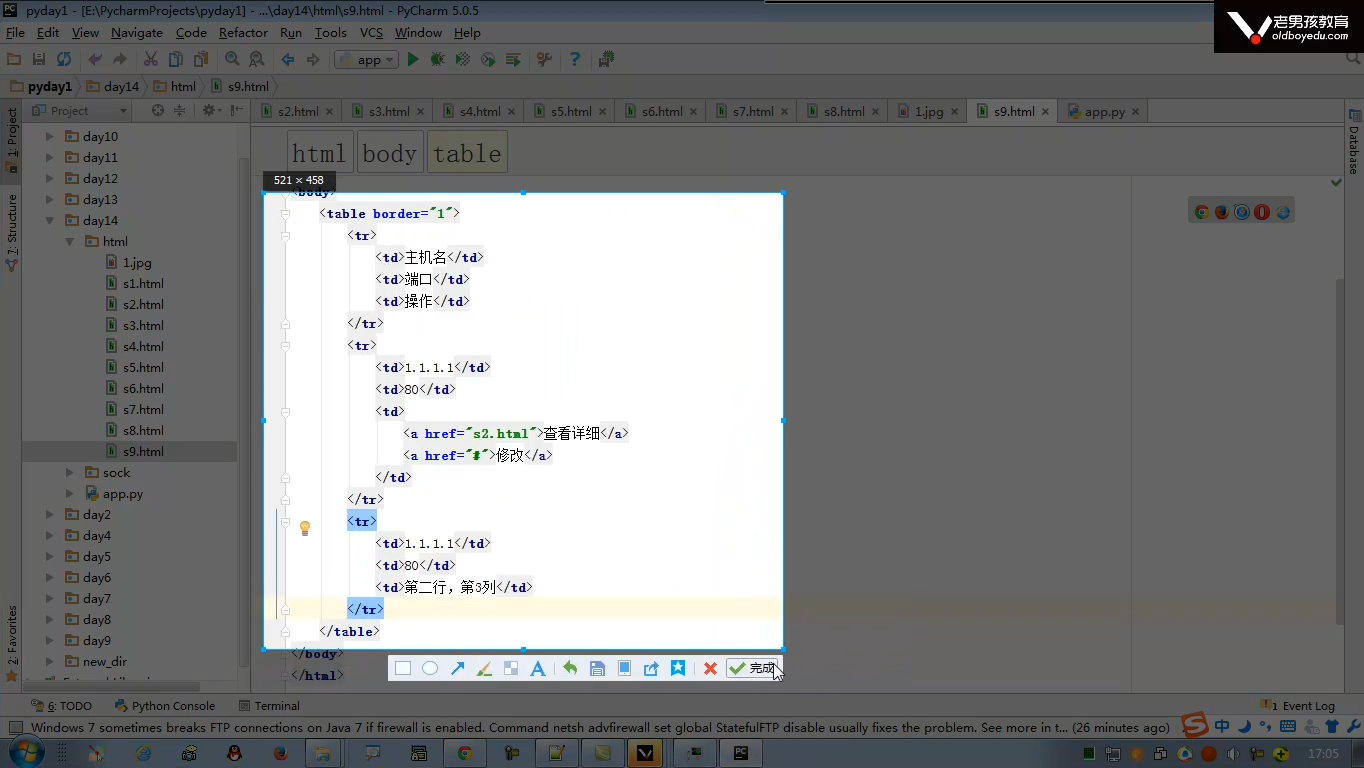 pyday1 - [E:\PycharmProjects\pyday1] - ...\day14\html\s9.html - PyCharm 5.0.5
老男孩教育
oldboyedu.com
File Edit View Navigate Code Refactor Run Tools VCS Window Help
app
pyday1 day14 html s9.html
Project
s2.html s3.html s4.html s5.html s6.html s7.html s8.html 1.jpg s9.html app.py
1: Project
7: Structure
2: Favorites
Database
day10
day11
day12
day13
day14
html
1.jpg
s1.html
s2.html
s3.html
s4.html
s5.html
s6.html
s7.html
s8.html
s9.html
sock
app.py
day2
day4
day5
day6
day7
day8
day9
new_dir
html body table
521 × 458
<body>
<table border="1">
<tr>
<td>主机名</td>
<td>端口</td>
<td>操作</td>
</tr>
<tr>
<td>1.1.1.1</td>
<td>80</td>
<td>
<a href="s2.html">查看详细</a>
<a href="#">修改</a>
</td>
</tr>
<tr>
<td>1.1.1.1</td>
<td>80</td>
<td>第二行，第3列</td>
</tr>
</table>
</body>
</html>
完成
6: TODO Python Console Terminal 1 Event Log
Windows 7 sometimes breaks FTP connections on Java 7 if firewall is enabled. Command netsh advfirewall set global StatefulFTP disable usually fixes the problem. See more in t... (26 minutes ago)
中
17:05